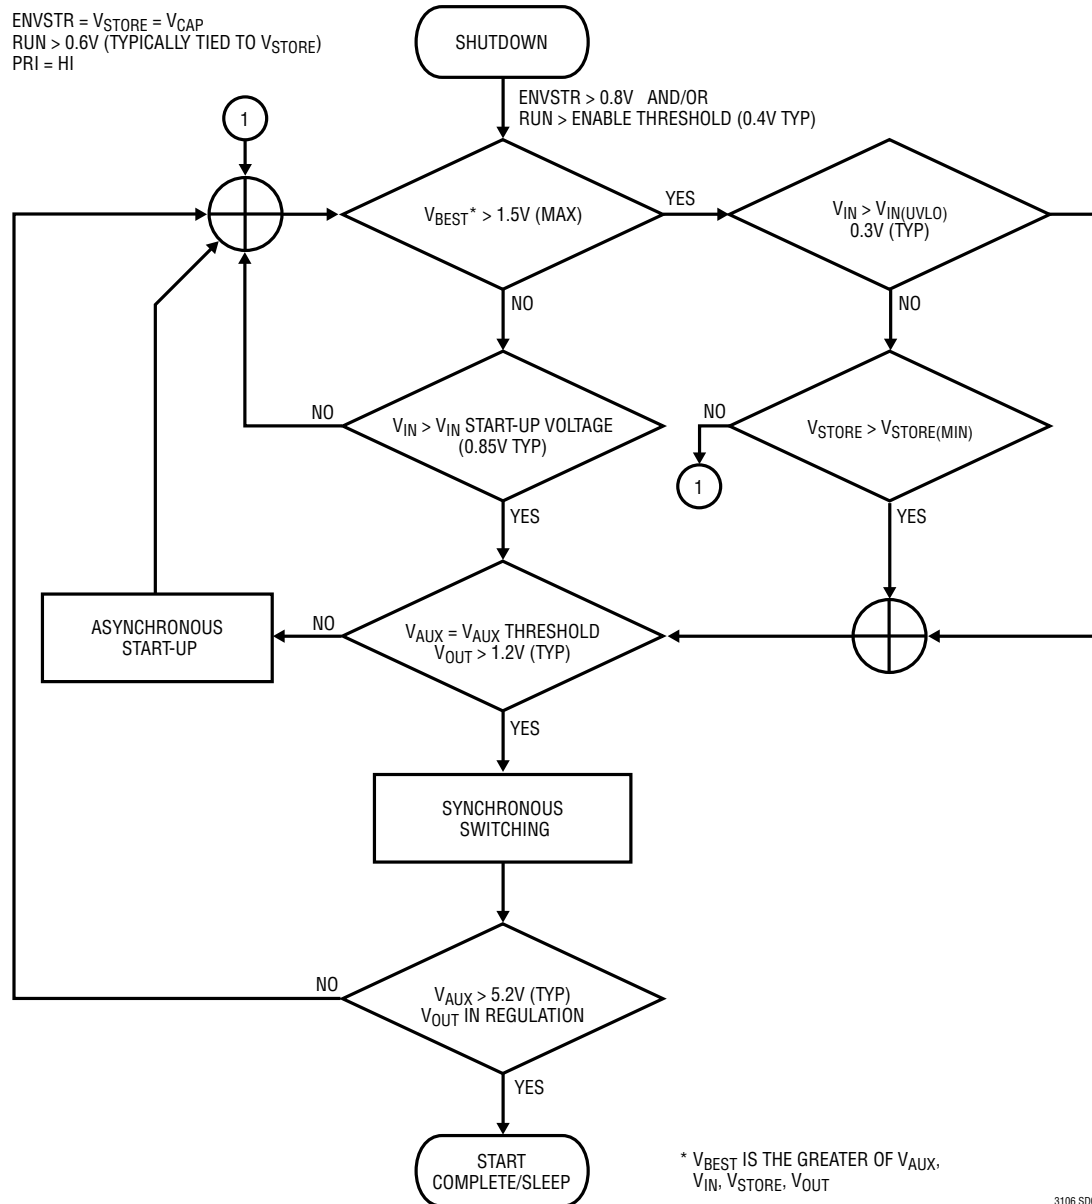 ENVSTR = VSTORE = VCAP
RUN > 0.6V (TYPICALLY TIED TO VSTORE)
PRI = HI
SHUTDOWN
ENVSTR > 0.8V AND/OR
RUN > ENABLE THRESHOLD (0.4V TYP)
1
VBEST* > 1.5V (MAX)
YES
VIN > VIN(UVLO)
0.3V (TYP)
NO
NO
NO
VIN > VIN START-UP VOLTAGE
(0.85V TYP)
NO
VSTORE > VSTORE(MIN)
1
YES
YES
ASYNCHRONOUS
START-UP
NO
VAUX = VAUX THRESHOLD
VOUT > 1.2V (TYP)
YES
SYNCHRONOUS
SWITCHING
NO
VAUX > 5.2V (TYP)
VOUT IN REGULATION
YES
START
COMPLETE/SLEEP
* VBEST IS THE GREATER OF VAUX,
VIN, VSTORE, VOUT